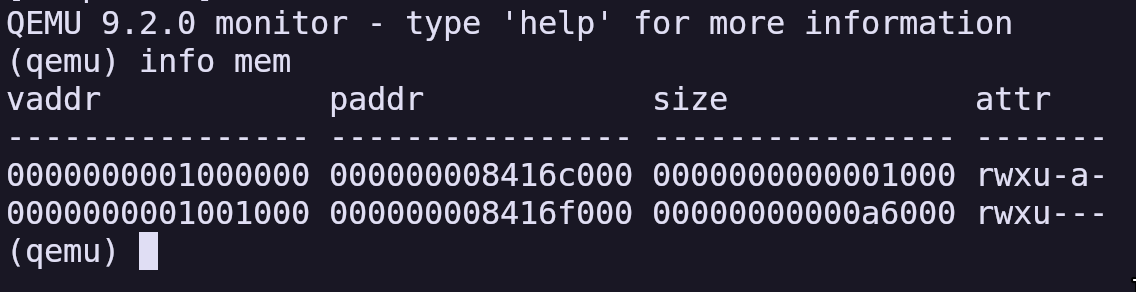 QEMU 9.2.0 monitor - type 'help' for more information
(qemu) info mem
vaddr            paddr            size             attr
---------------- ---------------- ---------------- -------
0000000001000000 000000008416c000 0000000000001000 rwxu-a-
0000000001001000 000000008416f000 00000000000a6000 rwxu---
(qemu)